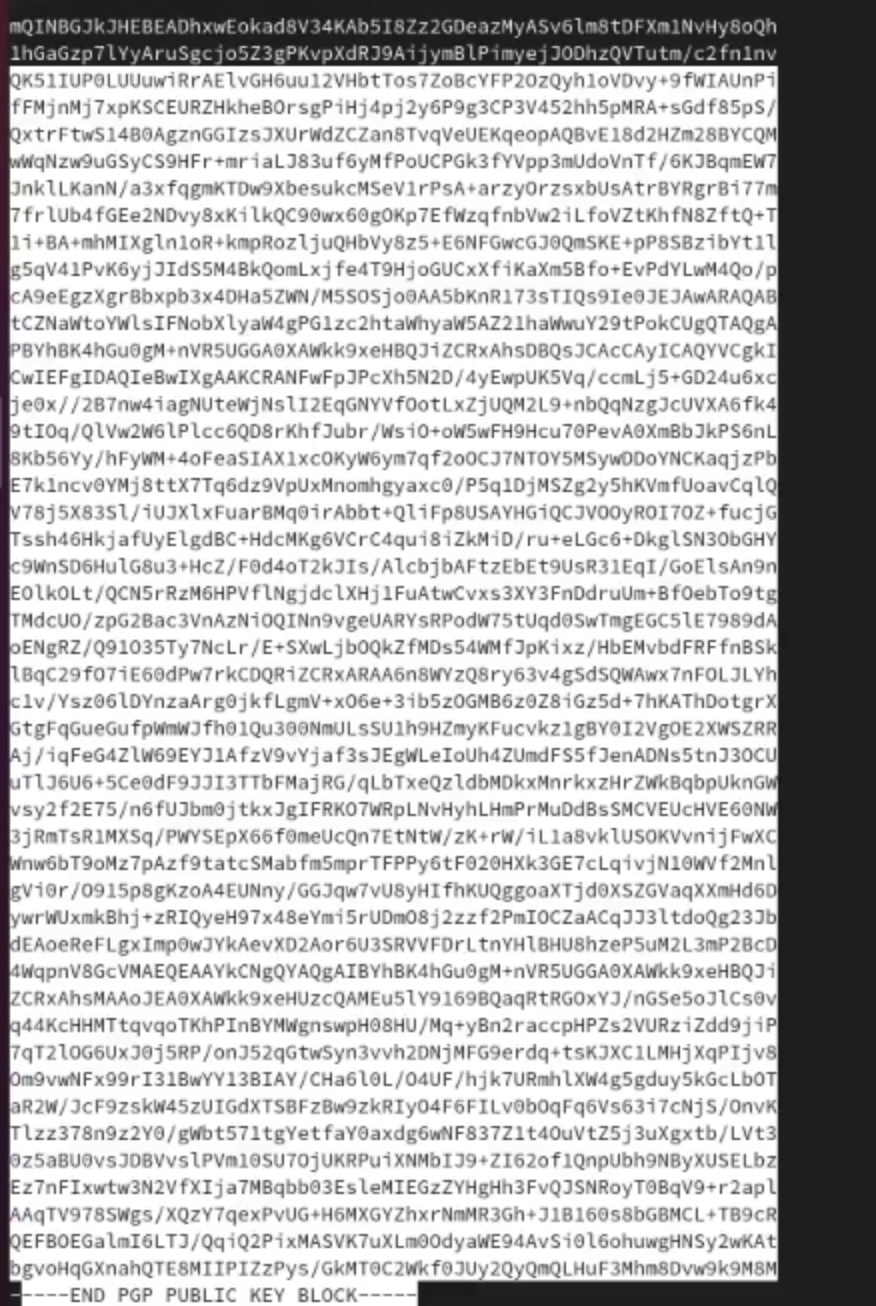 mQINBGJkJHEBEADhxwEokad8V34KAb5I8Zz2GDeazMyASv6lm8tDFXm1NvHy8oQh
1hGaGzp7lYyAruSgcjo5Z3gPKvpXdRJ9AijymBlPimyejJODhzQVTutm/c2fn1nv
QK51IUP0LUUuwiRrAElvGH6uu12VHbtTos7ZoBcYFP2OzQyh1oVDvy+9fWIAUnPi
fFMjnMj7xpKSCEURZHkheBOrsgPiHj4pj2y6P9g3CP3V452hh5pMRA+sGdf85pS/
QxtrFtwS14B0AgznGGIzsJXUrWdZCZan8TvqVeUEKqeopAQBvE18d2HZm28BYCQM
wWqNzw9uGSyCS9HFr+mriaLJ83uf6yMfPoUCPGk3fYVpp3mUdoVnTf/6KJBqmEW7
JnklLKanN/a3xfqgmKTDw9XbesukcMSeV1rPsA+arzyOrzsxbUsAtrBYRgrBi77m
7frlUb4fGEe2NDvy8xKilkQC90wx60gOKp7EfWzqfnbVw2iLfoVZtKhfN8ZftQ+T
1i+BA+mhMIXgln1oR+kmpRozljuQHbVy8z5+E6NFGwcGJ0QmSKE+pP8SBzibYt1l
g5qV41PvK6yjJIdS5M4BkQomLxjfe4T9HjoGUCxXfiKaXm5Bfo+EvPdYLwM4Qo/p
cA9eEgzXgrBbxpb3x4DHa5ZWN/M5SOSjo0AA5bKnR173sTIQs9Ie0JEJAwARAQAB
tCZNaWtoYWlsIFNobXlyaW4gPG1zc2htaWhyaW5AZ21haWwuY29tPokCUgQTAQgA
PBYhBK4hGu0gM+nVR5UGGA0XAWkk9xeHBQJiZCRxAhsDBQsJCAcCAyICAQYVCgkI
CwIEFgIDAQIeBwIXgAAKCRANFwFpJPcXh5N2D/4yEwpUK5Vq/ccmLj5+GD24u6xc
je0x//2B7nw4iagNUteWjNslI2EqGNYVfOotLxZjUQM2L9+nbQqNzgJcUVXA6fk4
9tIOq/QlVw2W6lPlcc6QD8rKhfJubr/WsiO+oW5wFH9Hcu70PevA0XmBbJkPS6nL
8Kb56Yy/hFyWM+4oFeaSIAX1xcOKyW6ym7qf2oOCJ7NTOY5MSywDDoYNCKaqjzPb
E7k1ncv0YMj8ttX7Tq6dz9VpUxMnomhgyaxc0/P5q1DjMSZg2y5hKVmfUoavCqlQ
V78j5X83Sl/iUJXlxFuarBMq0irAbbt+QliFp8USAYHGiQCJVOOyROI7OZ+fucjG
Tssh46HkjafUyElgdBC+HdcMKg6VCrC4qui8iZkMiD/ru+eLGc6+DkglSN3ObGHY
c9WnSD6HulG8u3+HcZ/F0d4oT2kJIs/AlcbjbAFtzEbEt9UsR31EqI/GoElsAn9n
EOlkOLt/QCN5rRzM6HPVflNgjdclXHj1FuAtwCvxs3XY3FnDdruUm+BfOebTo9tg
TMdcUO/zpG2Bac3VnAzNiOQINn9vgeUARYsRPodW75tUqd0SwTmgEGC5lE7989dA
oENgRZ/Q91O35Ty7NcLr/E+SXwLjbOQkZfMDs54WMfJpKixz/HbEMvbdFRFfnBSk
lBqC29fO7iE60dPw7rkCDQRiZCRxARAA6n8WYzQ8ry63v4gSdSQWAwx7nFOLJLYh
c1v/Ysz06lDYnzaArg0jkfLgmV+xO6e+3ib5zOGMB6z0Z8iGz5d+7hKAThDotgrX
GtgFqGueGufpWmWJfh01Qu300NmULsSU1h9HZmyKFucvkz1gBY0I2VgOE2XWSZRR
Aj/iqFeG4ZlW69EYJ1AfzV9vYjaf3sJEgWLeIoUh4ZUmdFS5fJenADNs5tnJ3OCU
uTlJ6U6+5Ce0dF9JJI3TTbFMajRG/qLbTxeQzldbMDkxMnrkxzHrZWkBqbpUknGW
vsy2f2E75/n6fUJbm0jtkxJgIFRKO7WRpLNvHyhLHmPrMuDdBsSMCVEUcHVE60NW
3jRmTsR1MXSq/PWYSEpX66f0meUcQn7EtNtW/zK+rW/iL1a8vklUSOKVvnijFwXC
Wnw6bT9oMz7pAzf9tatcSMabfm5mprTFPPy6tF020HXk3GE7cLqivjN10WVf2Mnl
gVi0r/O915p8gKzoA4EUNny/GGJqw7vU8yHIfhKUQggoaXTjd0XSZGVaqXXmHd6D
ywrWUxmkBhj+zRIQyeH97x48eYmi5rUDmO8j2zzf2PmIOCZaACqJJ3ltdoQg23Jb
dEAoeReFLgxImp0wJYkAevXD2Aor6U3SRVVFDrLtnYHlBHU8hzeP5uM2L3mP2BcD
4WqpnV8GcVMAEQEAAYkCNgQYAQgAIBYhBK4hGu0gM+nVR5UGGA0XAWkk9xeHBQJi
ZCRxAhsMAAoJEA0XAWkk9xeHUzcQAMEu5lY9169BQaqRtRGOxYJ/nGSe5oJlCs0v
q44KcHHMTtqvqoTKhPInBYMWgnswpH08HU/Mq+yBn2raccpHPZs2VURziZdd9jiP
7qT2lOG6UxJ0j5RP/onJ52qGtwSyn3vvh2DNjMFG9erdq+tsKJXC1LMHjXqPIjv8
Om9vwNFx99rI31BwYY13BIAY/CHa6l0L/O4UF/hjk7URmhlXW4g5gduy5kGcLbOT
aR2W/JcF9zskW45zUIGdXTSBFzBw9zkRIyO4F6FILv0bOqFq6Vs63i7cNjS/OnvK
Tlzz378n9z2Y0/gWbt571tgYetfaY0axdg6wNF837Z1t4OuVtZ5j3uXgxtb/LVt3
0z5aBU0vsJDBVvslPVm10SU7OjUKRPuiXNMbIJ9+ZI62of1QnpUbh9NByXUSELbz
Ez7nFIxwtw3N2VfXIja7MBqbb03EsleMIEGzZYHgHh3FvQJSNRoyT0BqV9+r2apl
AAqTV978SWgs/XQzY7qexPvUG+H6MXGYZhxrNmMR3Gh+J1B160s8bGBMCL+TB9cR
QEFBOEGalmI6LTJ/QqiQ2PixMASVK7uXLm0OdyaWE94AvSi0l6ohuwgHNSy2wKAt
bgvoHqGXnahQTE8MIIPIZzPys/GkMT0C2Wkf0JUy2QyQmQLHuF3Mhm8Dvw9k9M8M
-----END PGP PUBLIC KEY BLOCK-----